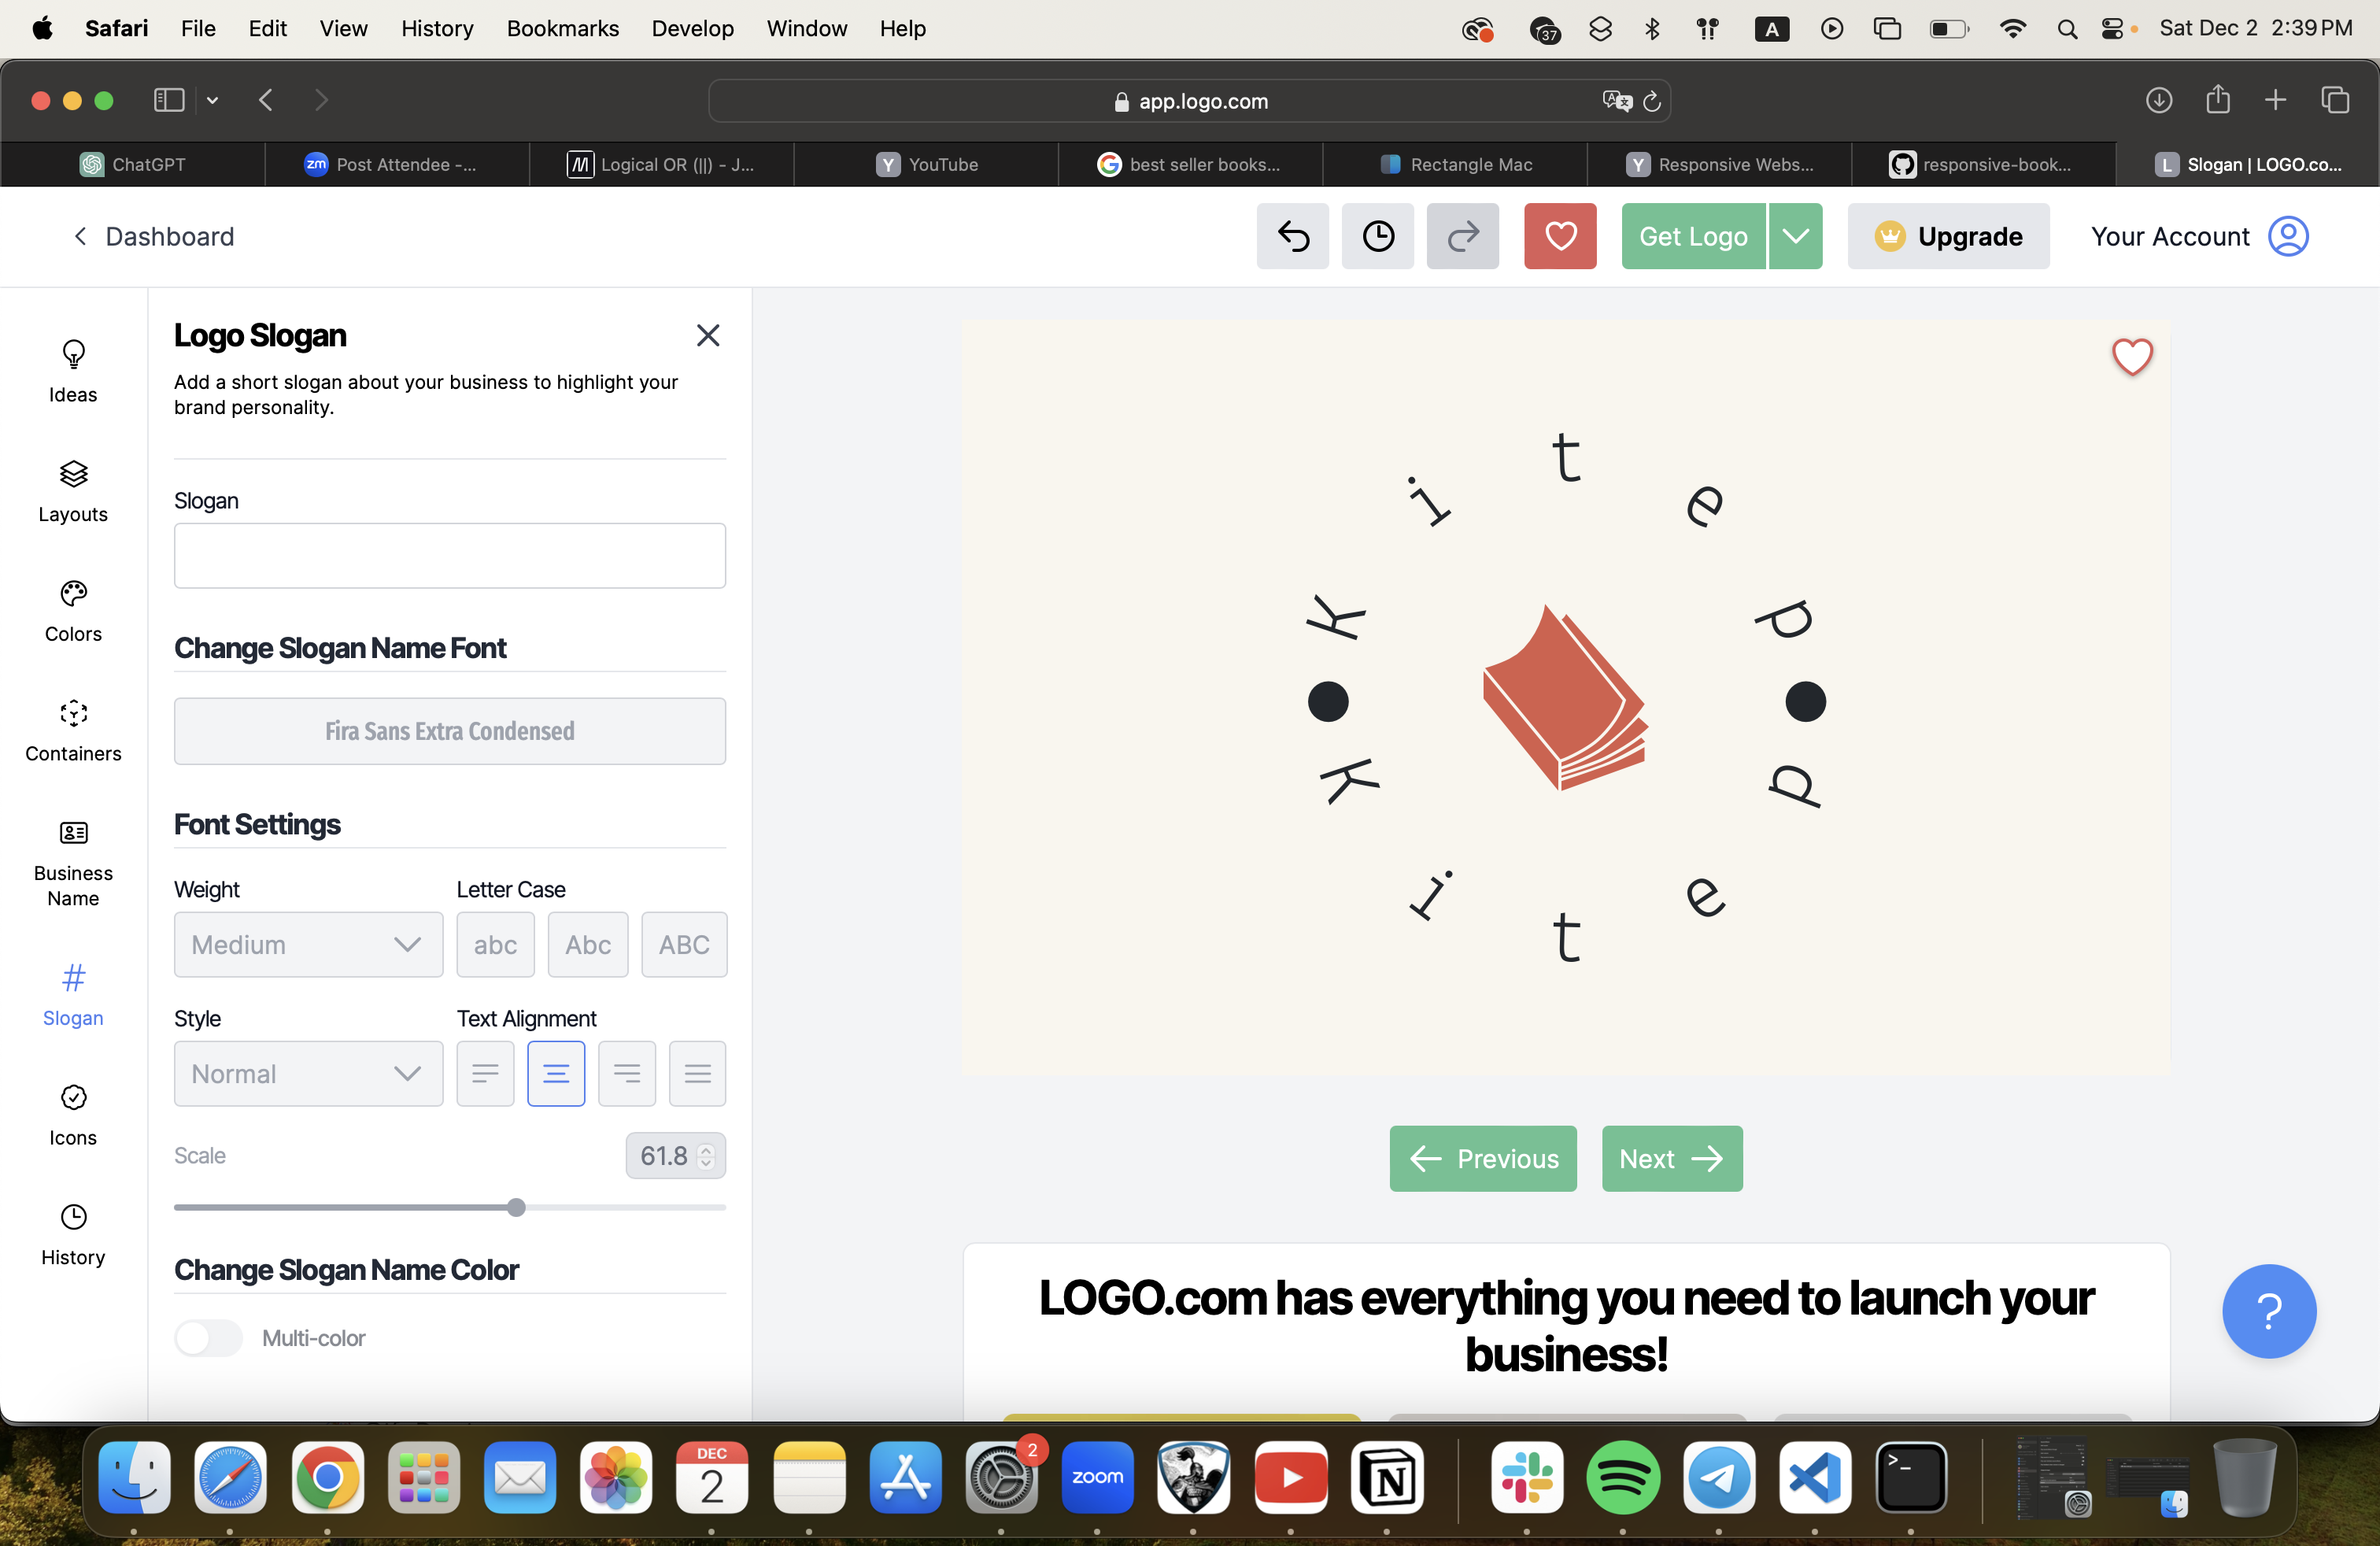 Safari File Edit View History Bookmarks Develop Window Help 37 A Sat Dec 2 2:39 PM
app.logo.com
ChatGPT
zm Post Attendee -...
Logical OR (||) - J...
Y YouTube
G best seller books...
Rectangle Mac
Y Responsive Webs...
responsive-book...
L Slogan | LOGO.co...
Dashboard
Get Logo
Upgrade
Your Account
Ideas
Layouts
Colors
Containers
Business
Name
# Slogan
Icons
History
Logo Slogan
Add a short slogan about your business to highlight your
brand personality.
Slogan
Change Slogan Name Font
Fira Sans Extra Condensed
Font Settings
Weight Letter Case
Medium abc Abc ABC
Style Text Alignment
Normal
Scale 61.8
Change Slogan Name Color
Multi-color
kitep
kitep
Previous Next
LOGO.com has everything you need to launch your
business!
?
DEC
2
2
zoom
N
>_